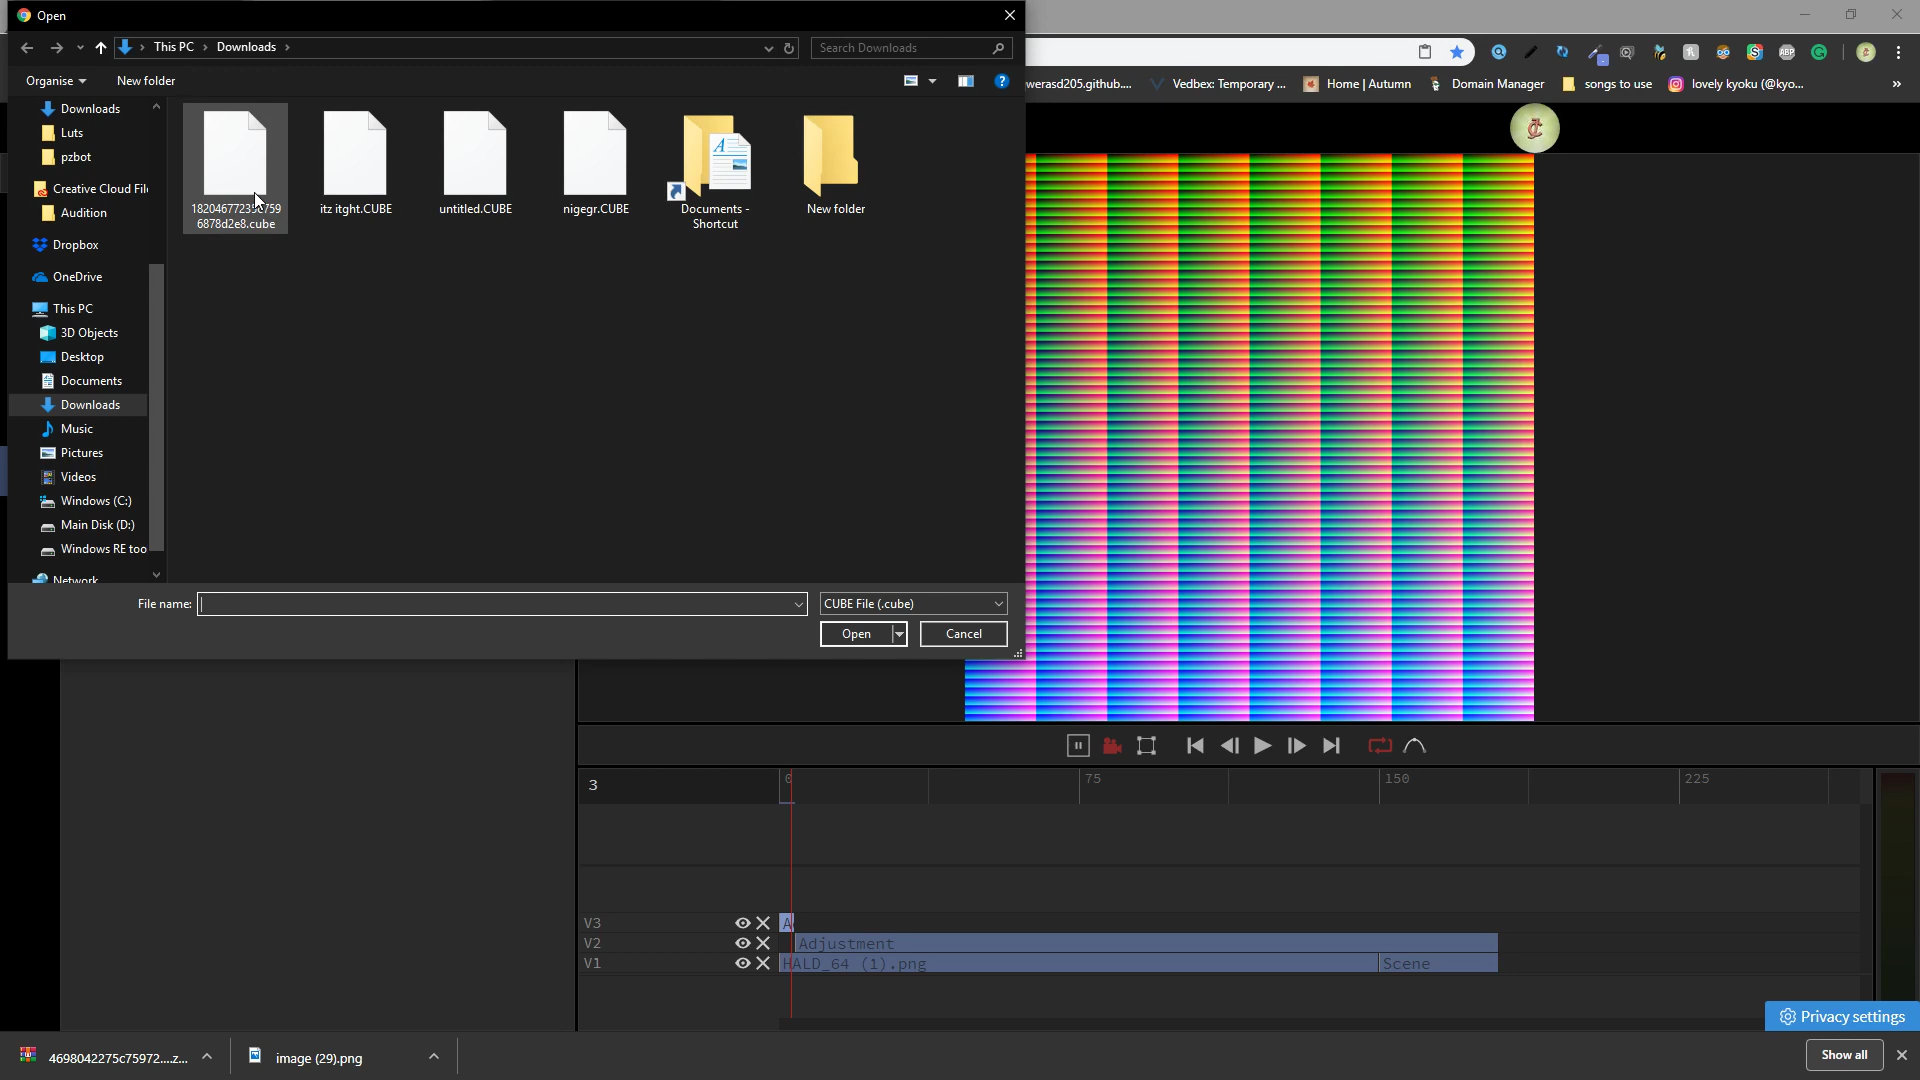 Open
This PC
Downloads
Search Downloads
Organise
New folder
Downloads
Luts
pzbot
Creative Cloud Fil
Audition
Dropbox
OneDrive
This PC
3D Objects
Desktop
Documents
Downloads
Music
Pictures
Videos
Windows (C:)
Main Disk (D:)
Windows RE too
Network
6878d2e8.cube
itz itght.CUBE
untitled.CUBE
nigegr.CUBE
Documents -
Shortcut
New folder
File name:
CUBE File (.cube)
Open
Cancel
werasd205.github....
Vedbex: Temporary ...
Home | Autumn
Domain Manager
songs to use
lovely kyoku (@kyo...
»
ABP
3
0
75
150
225
V3
A
V2
Adjustment
V1
HALD_64 (1).png
Scene
Privacy settings
4698042275c75972....z...
image (29).png
Show all